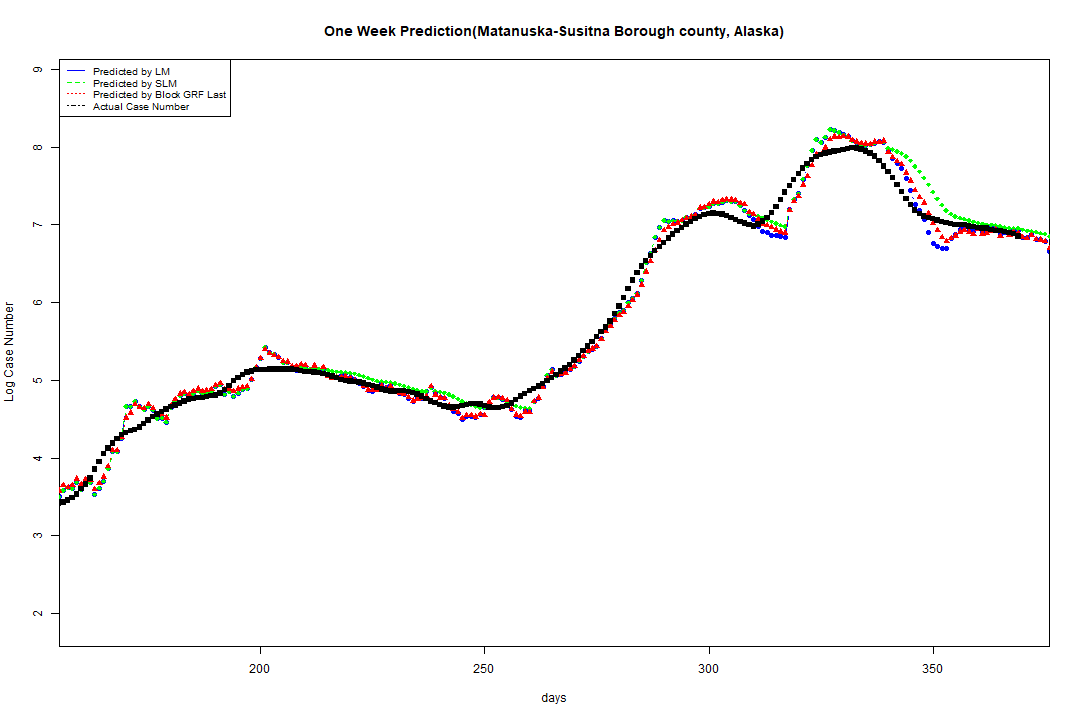 One Week Prediction(Matanuska-Susitna Borough county, Alaska)
Predicted by LM
Predicted by SLM
Predicted by Block GRF Last
Actual Case Number
9
8
7
6
5
4
3
2
Log Case Number
200 250 300 350
days